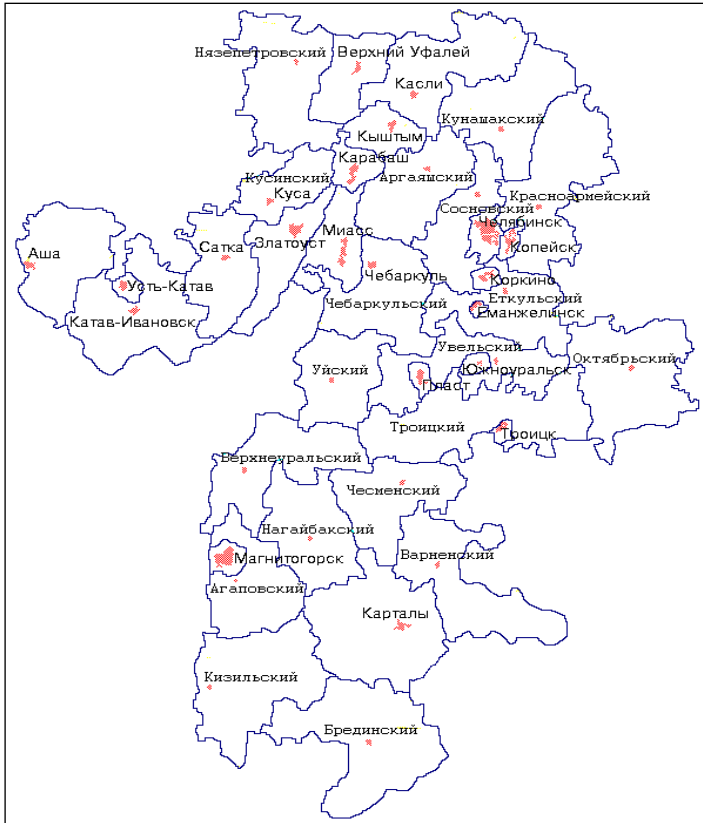 Нязепетровский
Верхний Уфалей
Касли
Кунашакский
Кыштым
Карабаш
Аргаяшский
Кусинский
Куса
Красноармейский
Сосновский
Челябинск
Копейск
Миасс
Златоуст
Сатка
Аша
Чебаркуль
Усть-Катав
Коркино
Еткульский
Чебаркульский
Еманжелинск
Катав-Ивановск
Увельский
Октябрьский
Уйский
Южноуральск
Пласт
Троицкий
Троицк
Верхнеуральский
Чесменский
Нагайбакский
Магнитогорск
Варненский
Агаповский
Карталы
Кизильский
Брединский